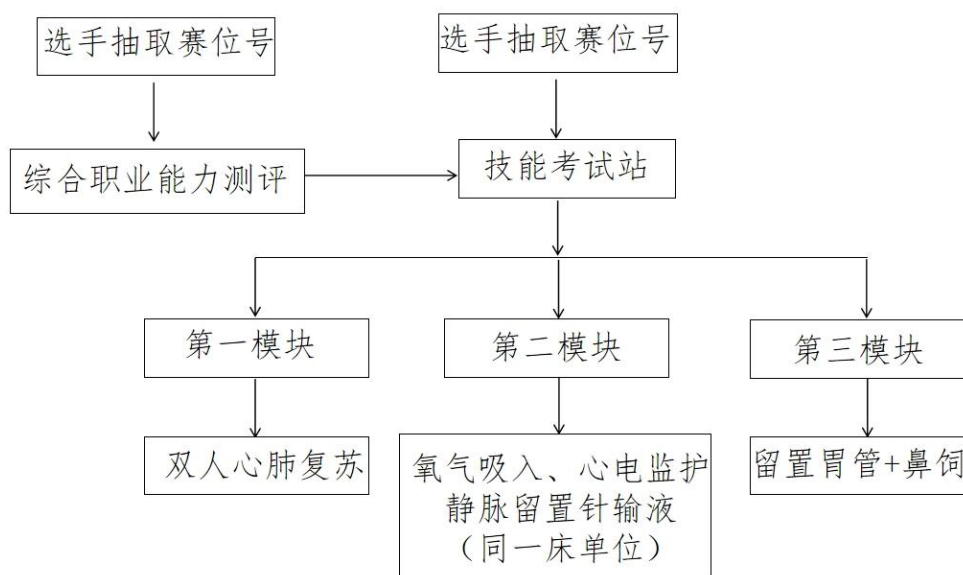 选手抽取赛位号
选手抽取赛位号
综合职业能力测评
技能考试站
第一模块
第二模块
第三模块
双人心肺复苏
氧气吸入、心电监护
静脉留置针输液
（同一床单位）
留置胃管+鼻饲